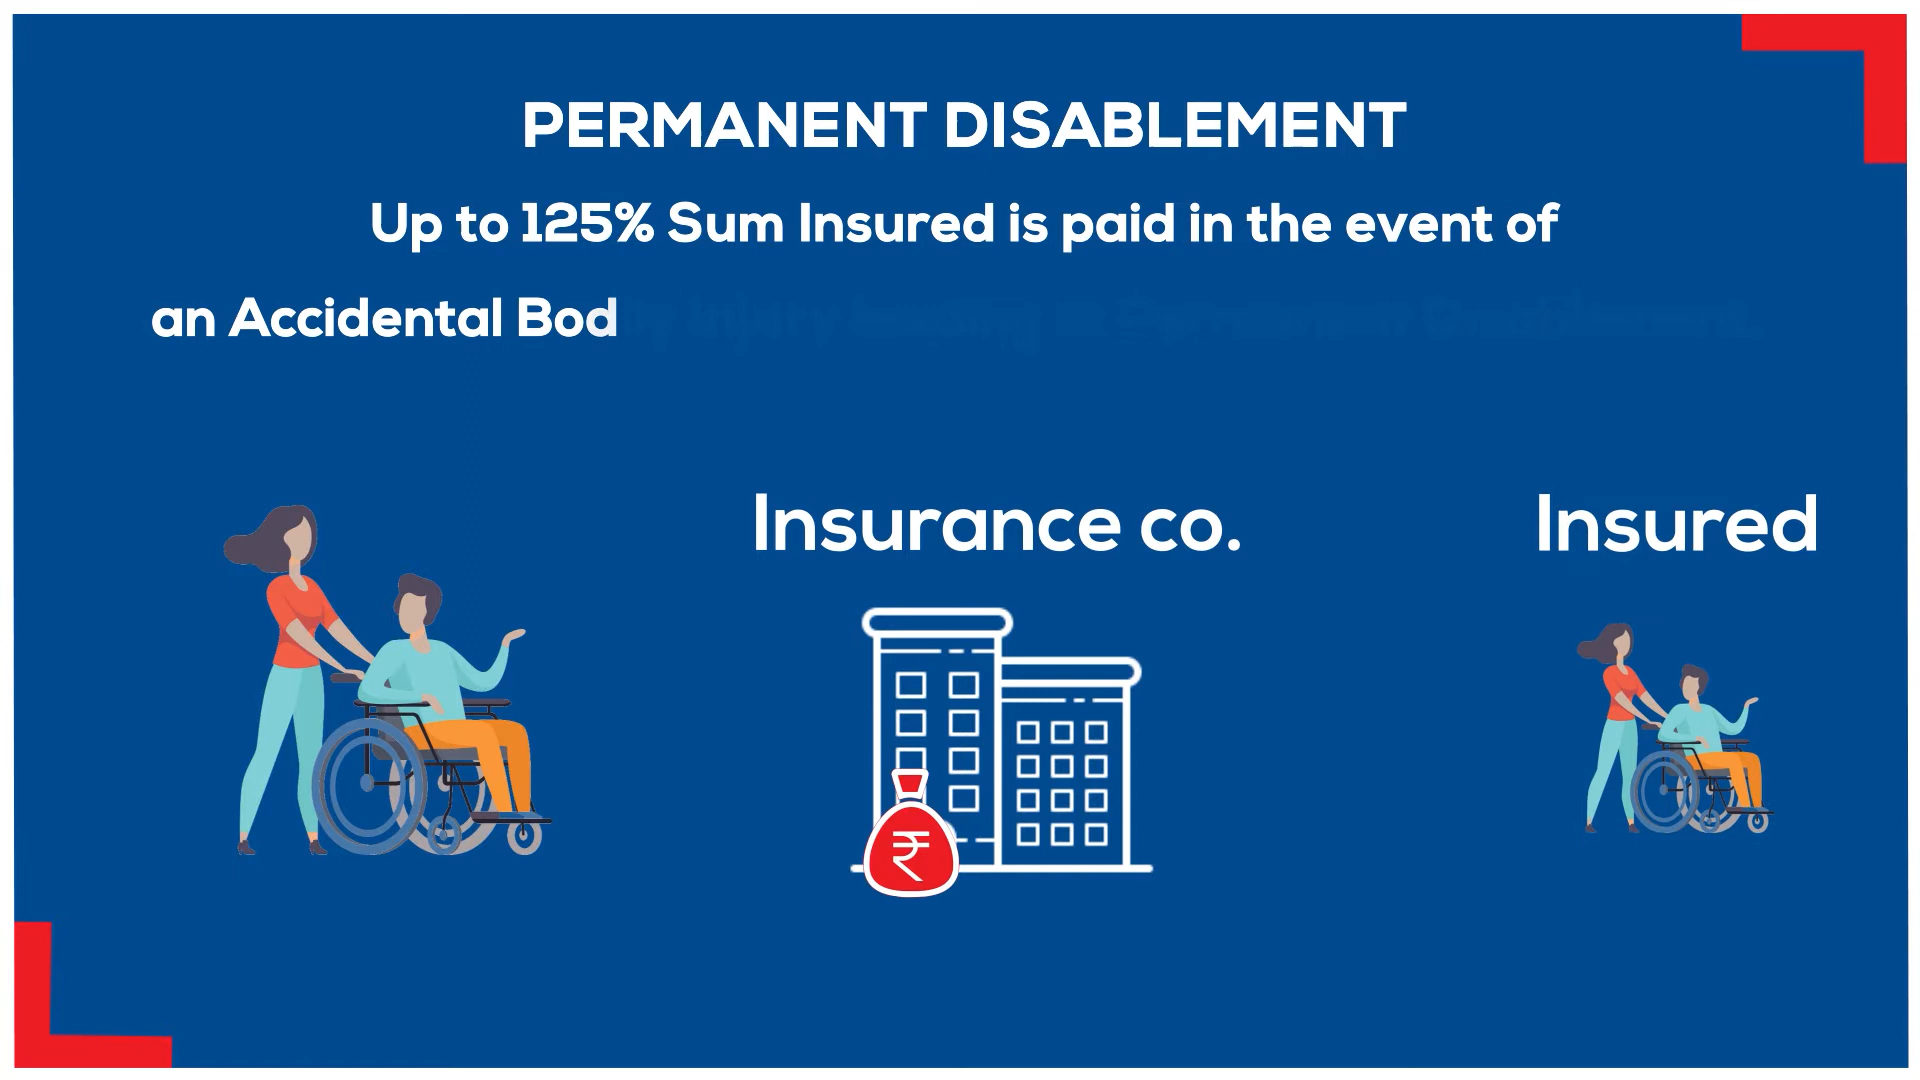 PERMANENT DISABLEMENT
Up to 125% Sum Insured is paid in the event of
an Accidental Bod
Insurance co.
Insured
₹